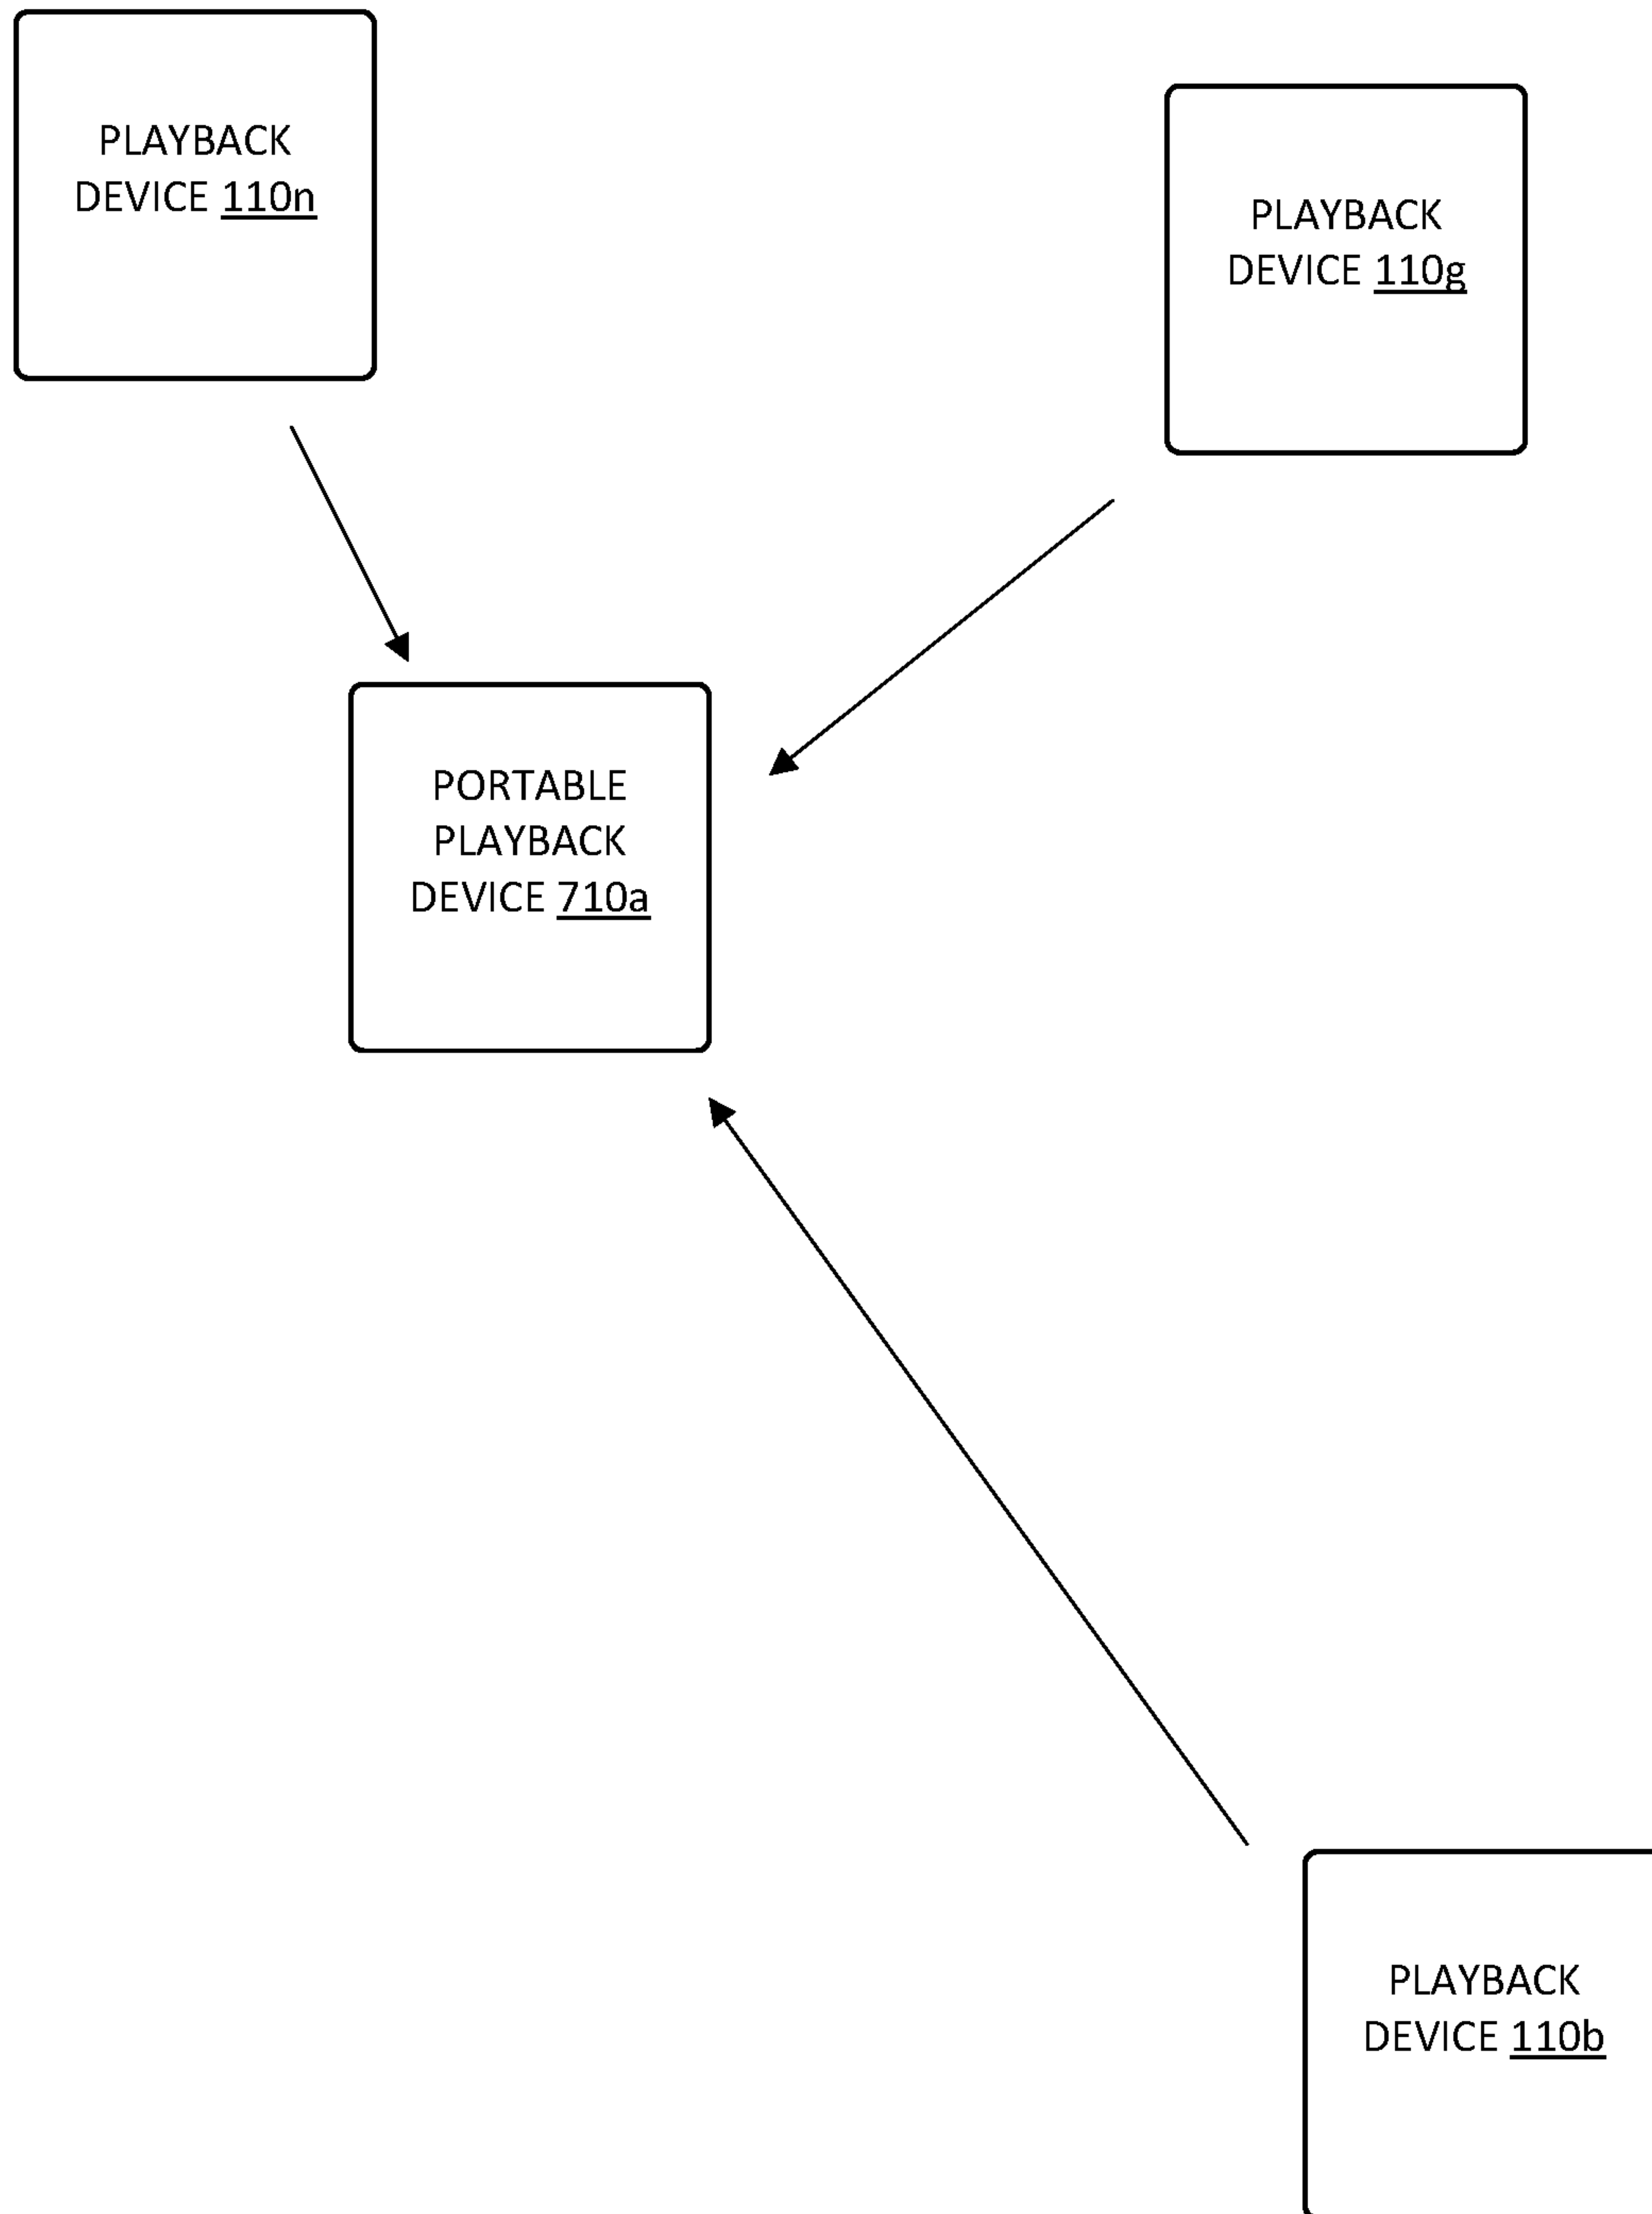 PLAYBACK
DEVICE 110n
PLAYBACK
DEVICE 110g
PORTABLE
PLAYBACK
DEVICE 710a
PLAYBACK
DEVICE 110b